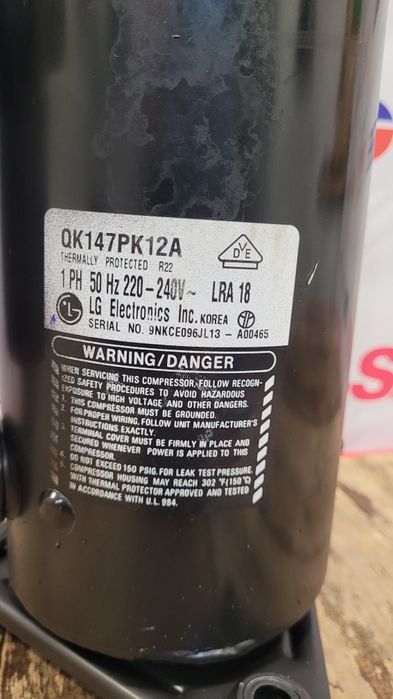 QK147PK12A
THERMALLY PROTECTED R22
1 PH 50 Hz 220-240V~ LRA 18
LG LG Electronics Inc. KOREA
SERIAL NO. 9NKCE096JL13 - A00465
VDE
WARNING/DANGER
WHEN SERVICING THIS COMPRESSOR, FOLLOW RECOGN-
IZED SAFETY PROCEDURES TO AVOID HAZARDOUS
EXPOSURE TO HIGH VOLTAGE AND OTHER DANGERS.
1. THIS COMPRESSOR MUST BE GROUNDED.
2. FOR PROPER WIRING, FOLLOW UNIT MANUFACTURER'S
INSTRUCTIONS EXACTLY.
TERMINAL COVER MUST BE FIRMLY IN PLACE AND
SECURED WHENEVER POWER IS APPLIED TO THIS
COMPRESSOR.
DO NOT EXCEED 150 PSIG. FOR LEAK TEST PRESSURE.
COMPRESSOR HOUSING MAY REACH 302 °F(150 °C)
WITH THERMAL PROTECTOR APPROVED AND TESTED
IN ACCORDANCE WITH U.L 984.
S